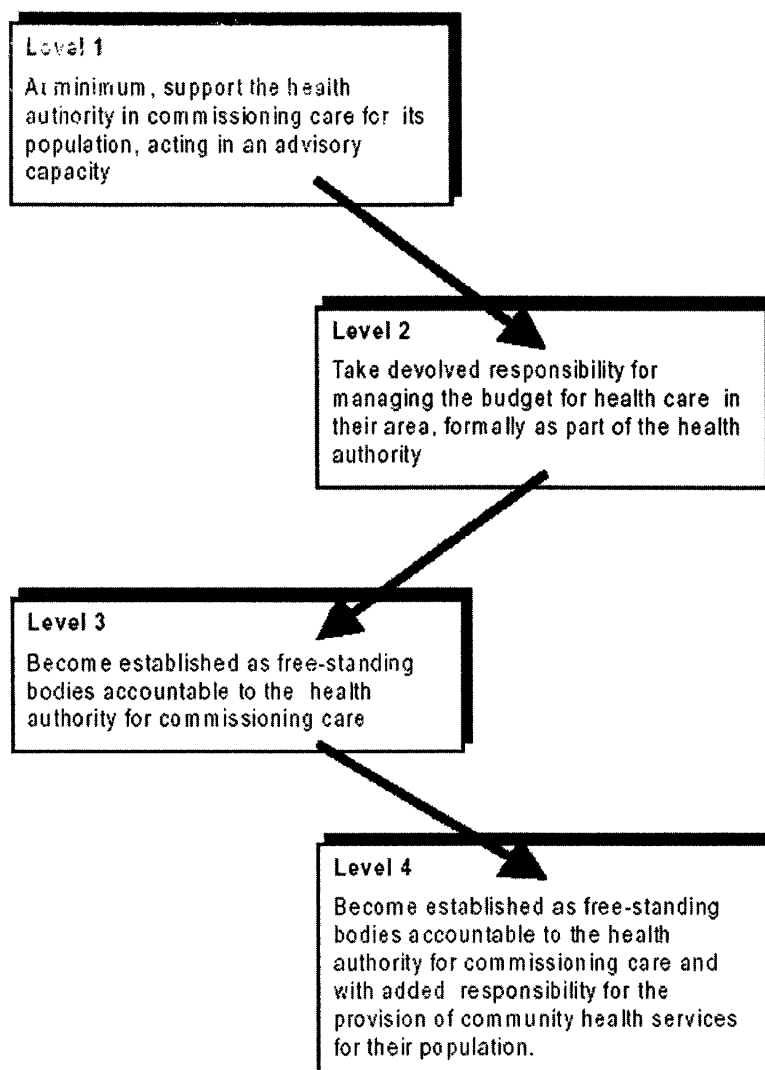 Level 1
At minimum, support the health
authority in commissioning care for its
population, acting in an advisory
capacity
Level 2
Take devolved responsibility for
managing the budget for health care in
their area, formally as part of the health
authority
Level 3
Become established as free-standing
bodies accountable to the health
authority for commissioning care
Level 4
Become established as free-standing
bodies accountable to the health
authority for commissioning care and
with added responsibility for the
provision of community health services
for their population.